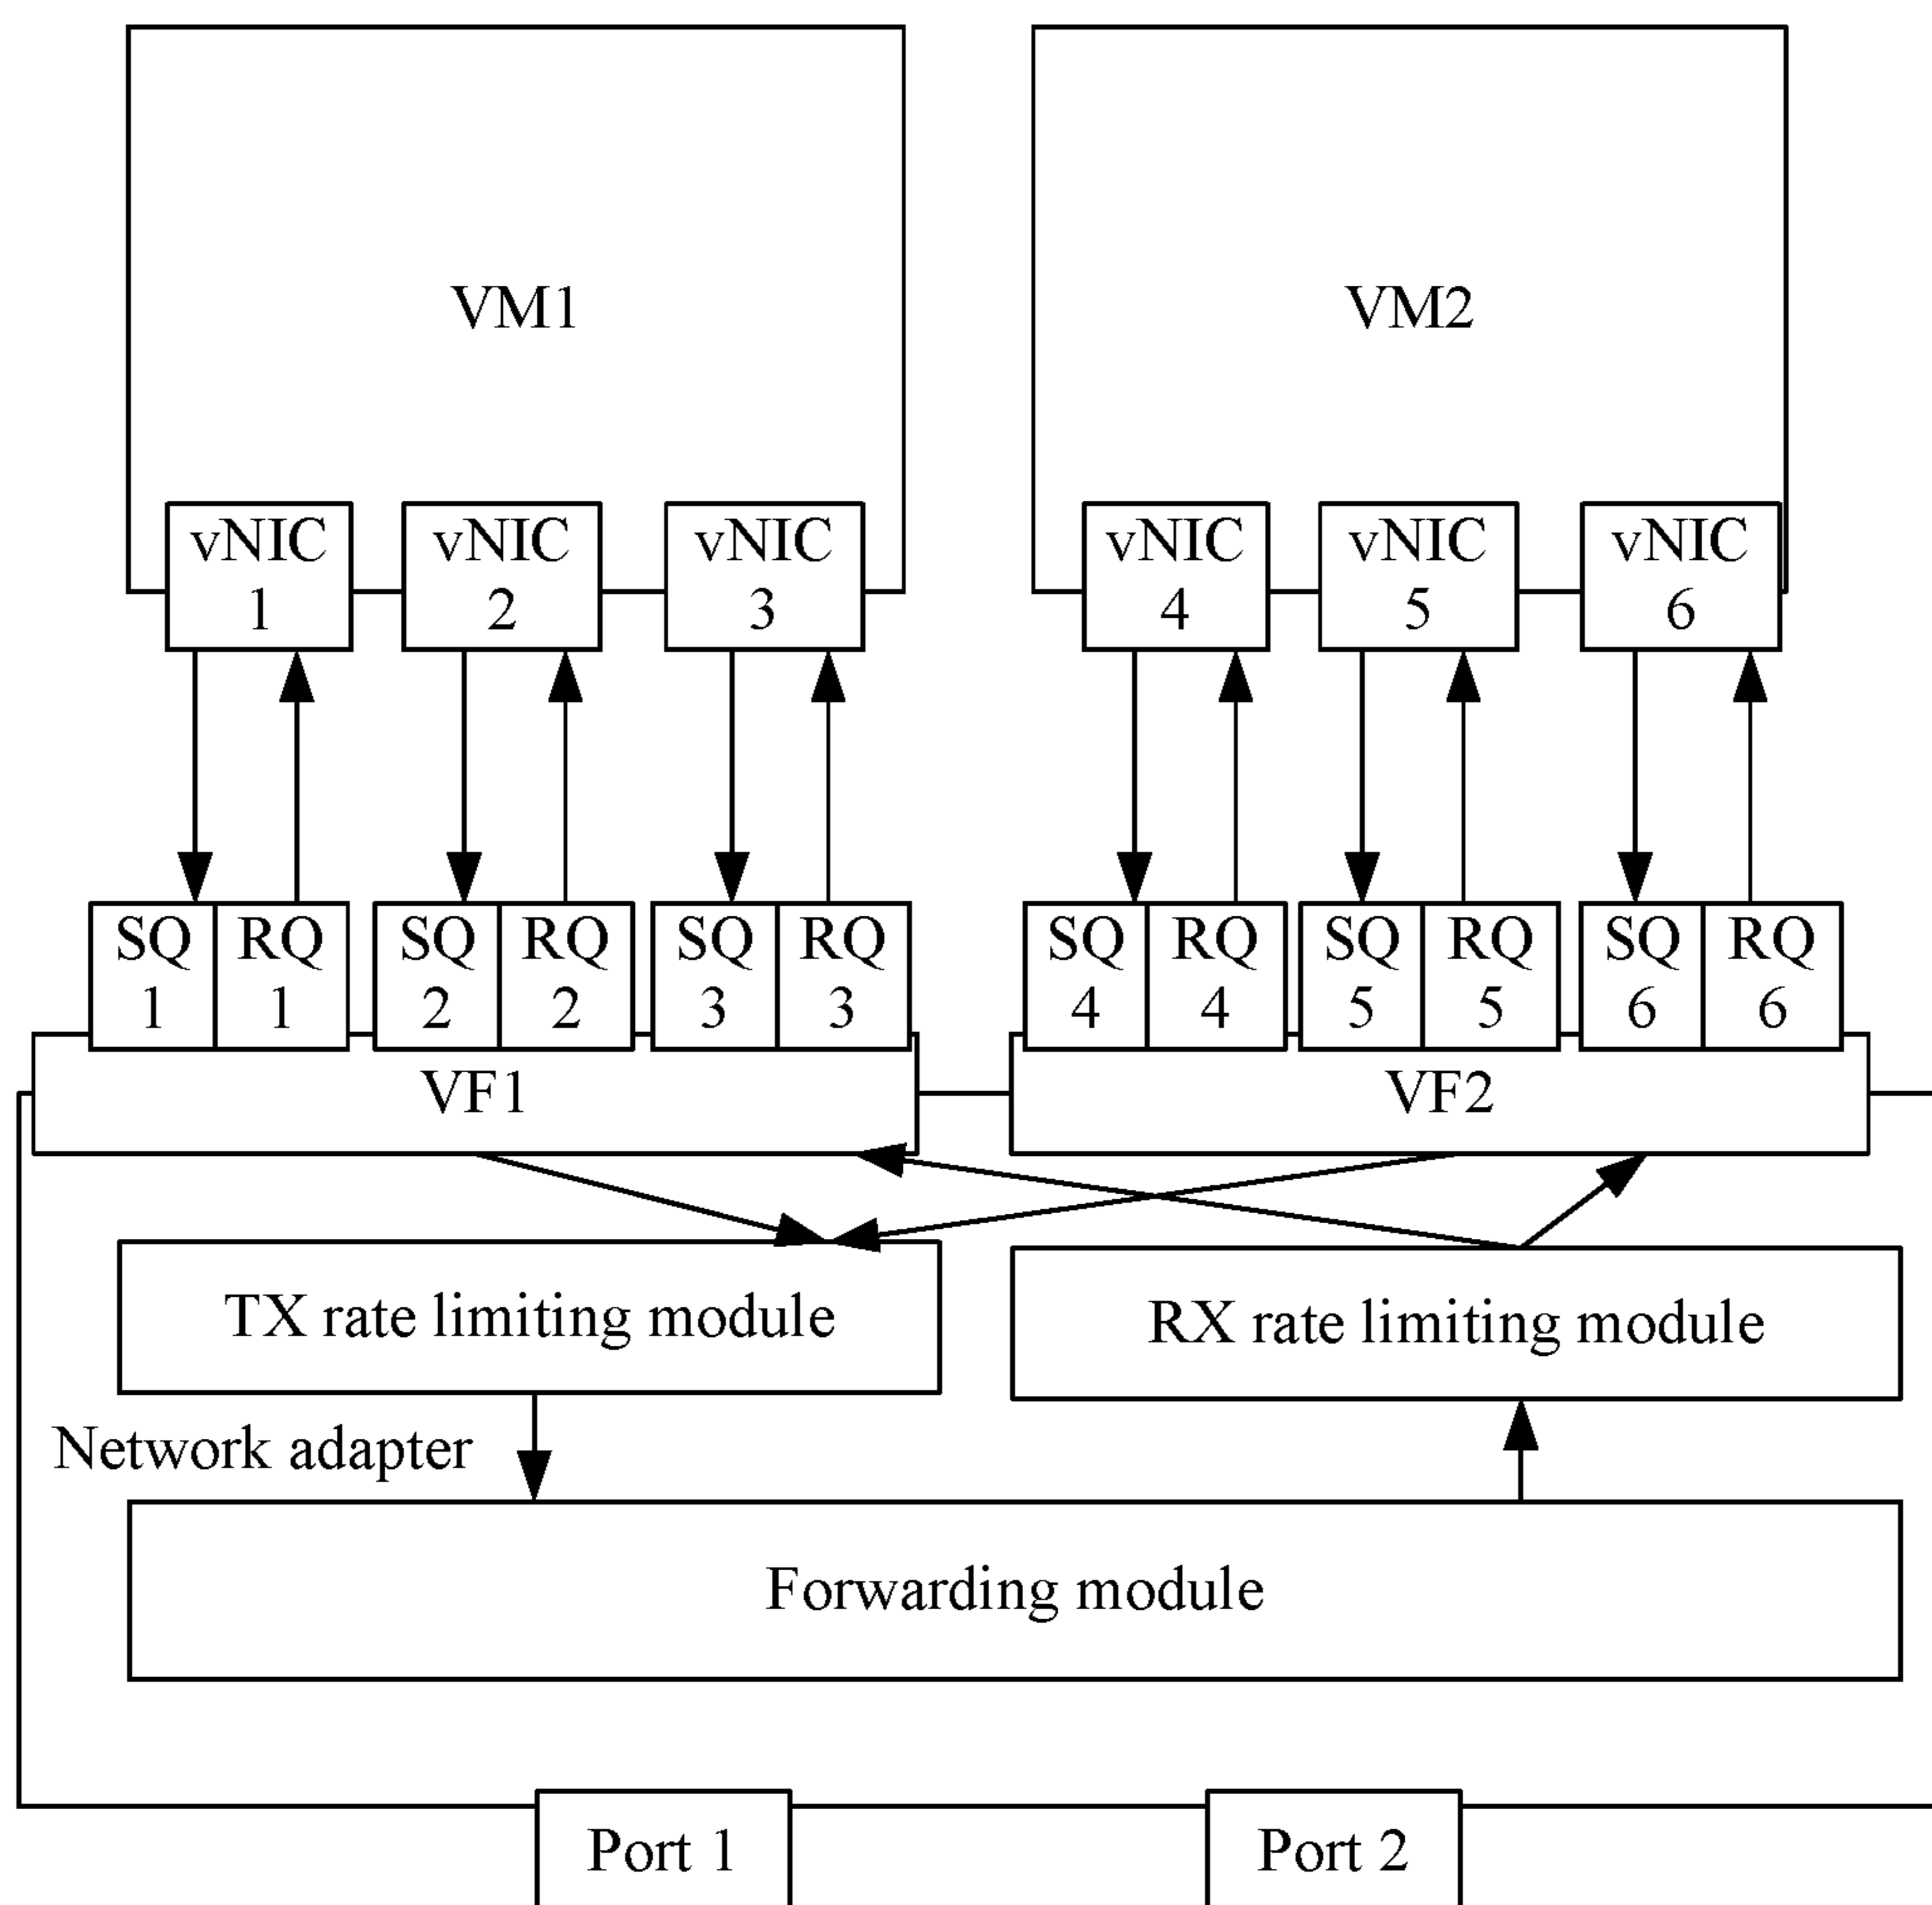 VM1
VM2
vNIC
1
vNIC
2
vNIC
3
vNIC
4
vNIC
5
vNIC
6
SQ
1
RQ
1
SQ
2
RQ
2
SQ
3
RQ
3
SQ
4
RQ
4
SQ
5
RQ
5
SQ
6
RQ
6
VF1
VF2
TX rate limiting module
RX rate limiting module
Network adapter
Forwarding module
Port 1
Port 2